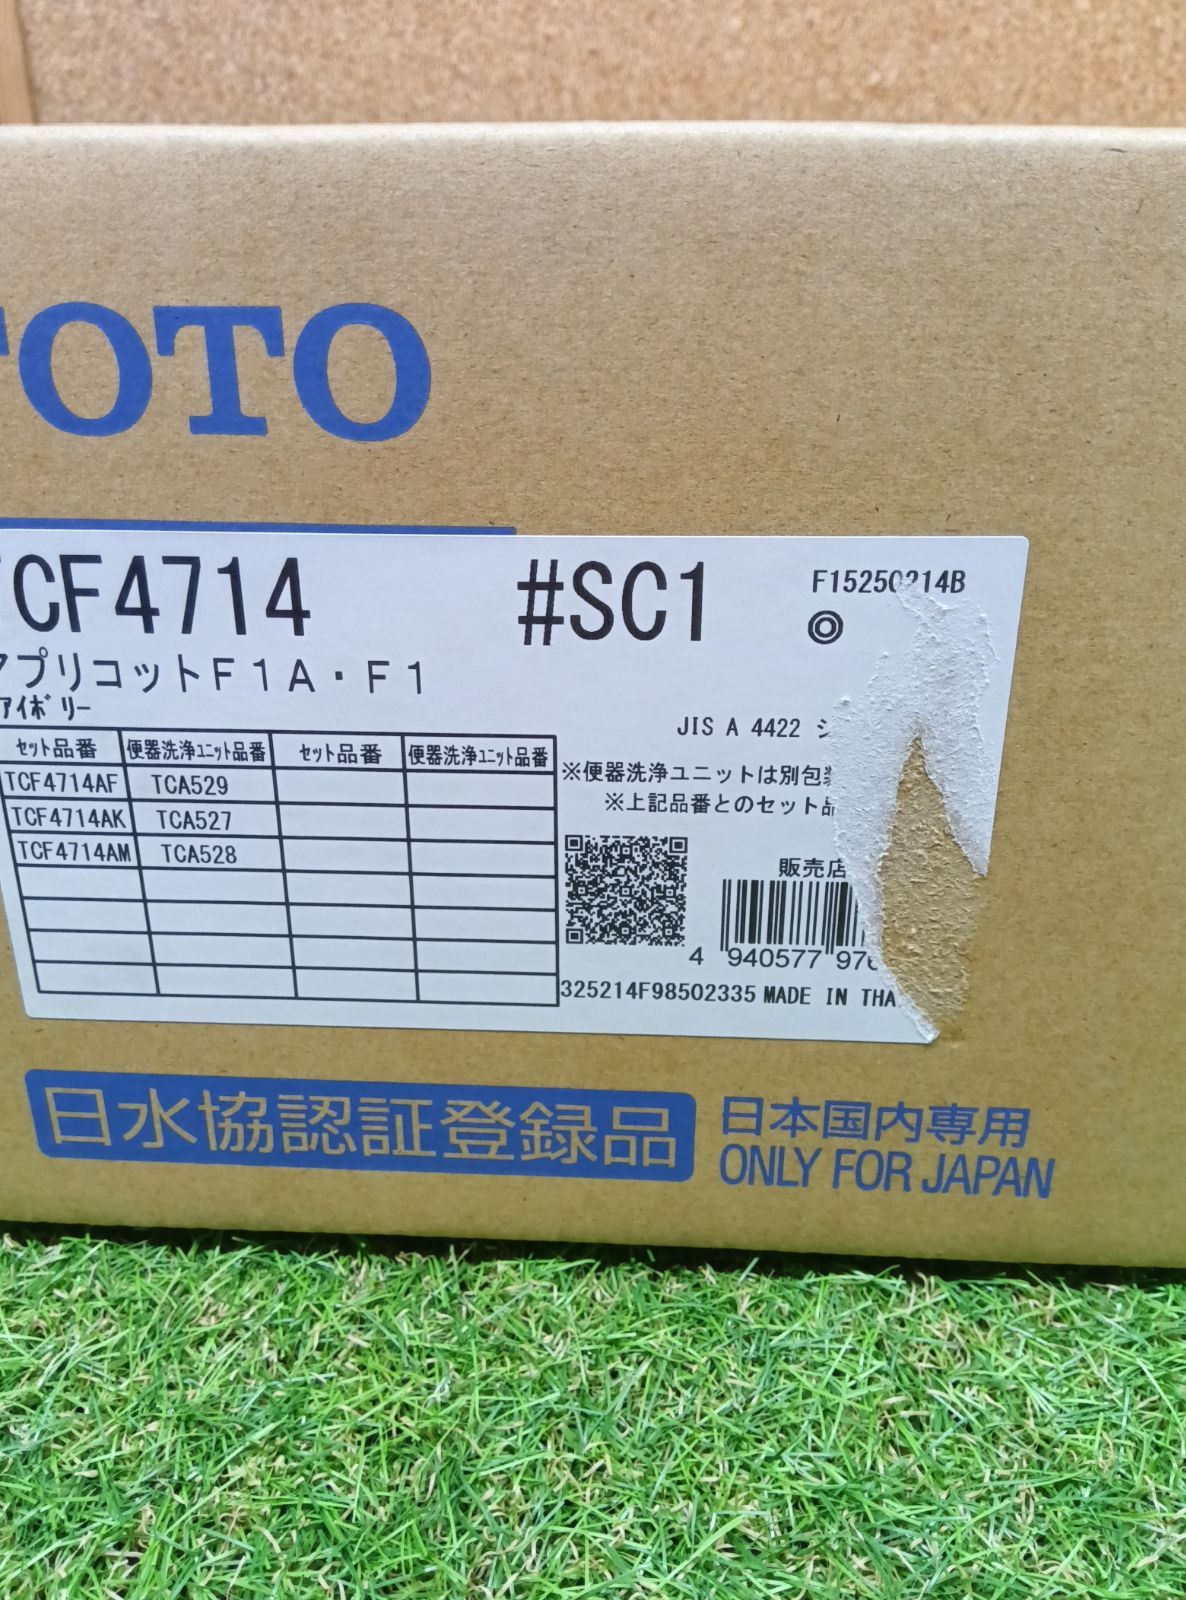 TOTO
TCF4714 #SC1 F15250214B
アプリコットF1A・F1
アイボリー
JIS A 4422
セット品番 便器洗浄ユニット品番 セット品番 便器洗浄ユニット品番
TCF4714AF TCA529
TCF4714AK TCA527
TCF4714AM TCA528
※便器洗浄ユニットは別包
※上記品番とのセット品
販売店
4 940577 976
325214F98502335 MADE IN THA
日水協認証登録品
日本国内専用
ONLY FOR JAPAN